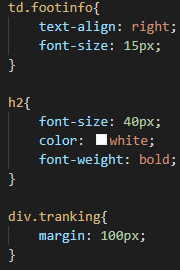 td.footinfo{
    text-align: right;
    font-size: 15px;
}

h2{
    font-size: 40px;
    color: white;
    font-weight: bold;
}

div.tranking{
    margin: 100px;
}